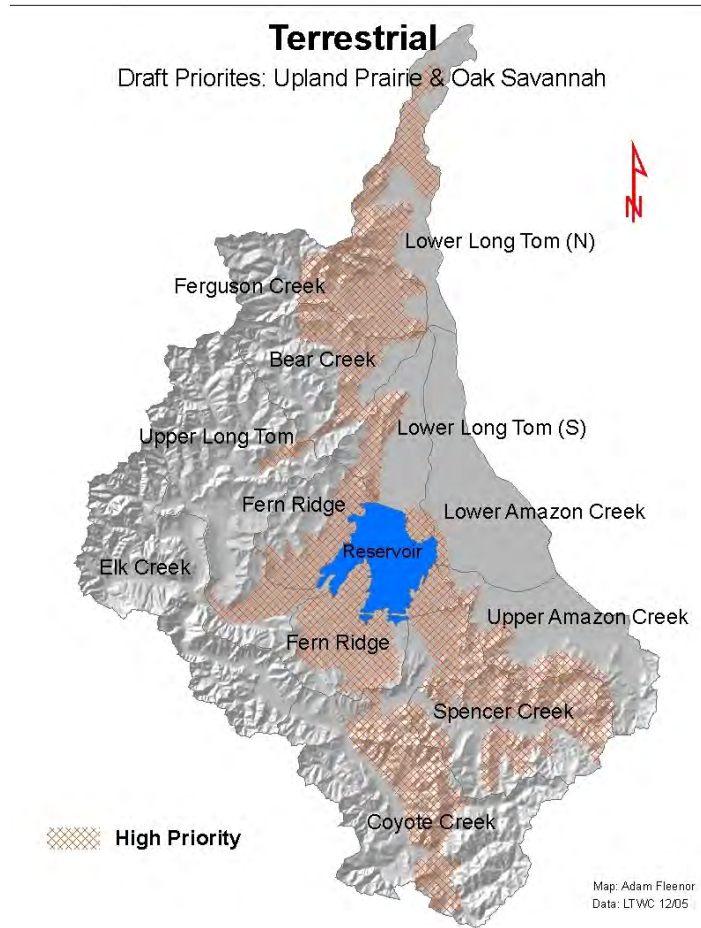 Terrestrial
Draft Priorites: Upland Prairie & Oak Savannah
N
Lower Long Tom (N)
Ferguson Creek
Bear Creek
Upper Long Tom
Lower Long Tom (S)
Fern Ridge
Lower Amazon Creek
Reservoir
Elk Creek
Upper Amazon Creek
Fern Ridge
Spencer Creek
Coyote Creek
High Priority
Map: Adam Fleenor
Data: LTWC 12/05